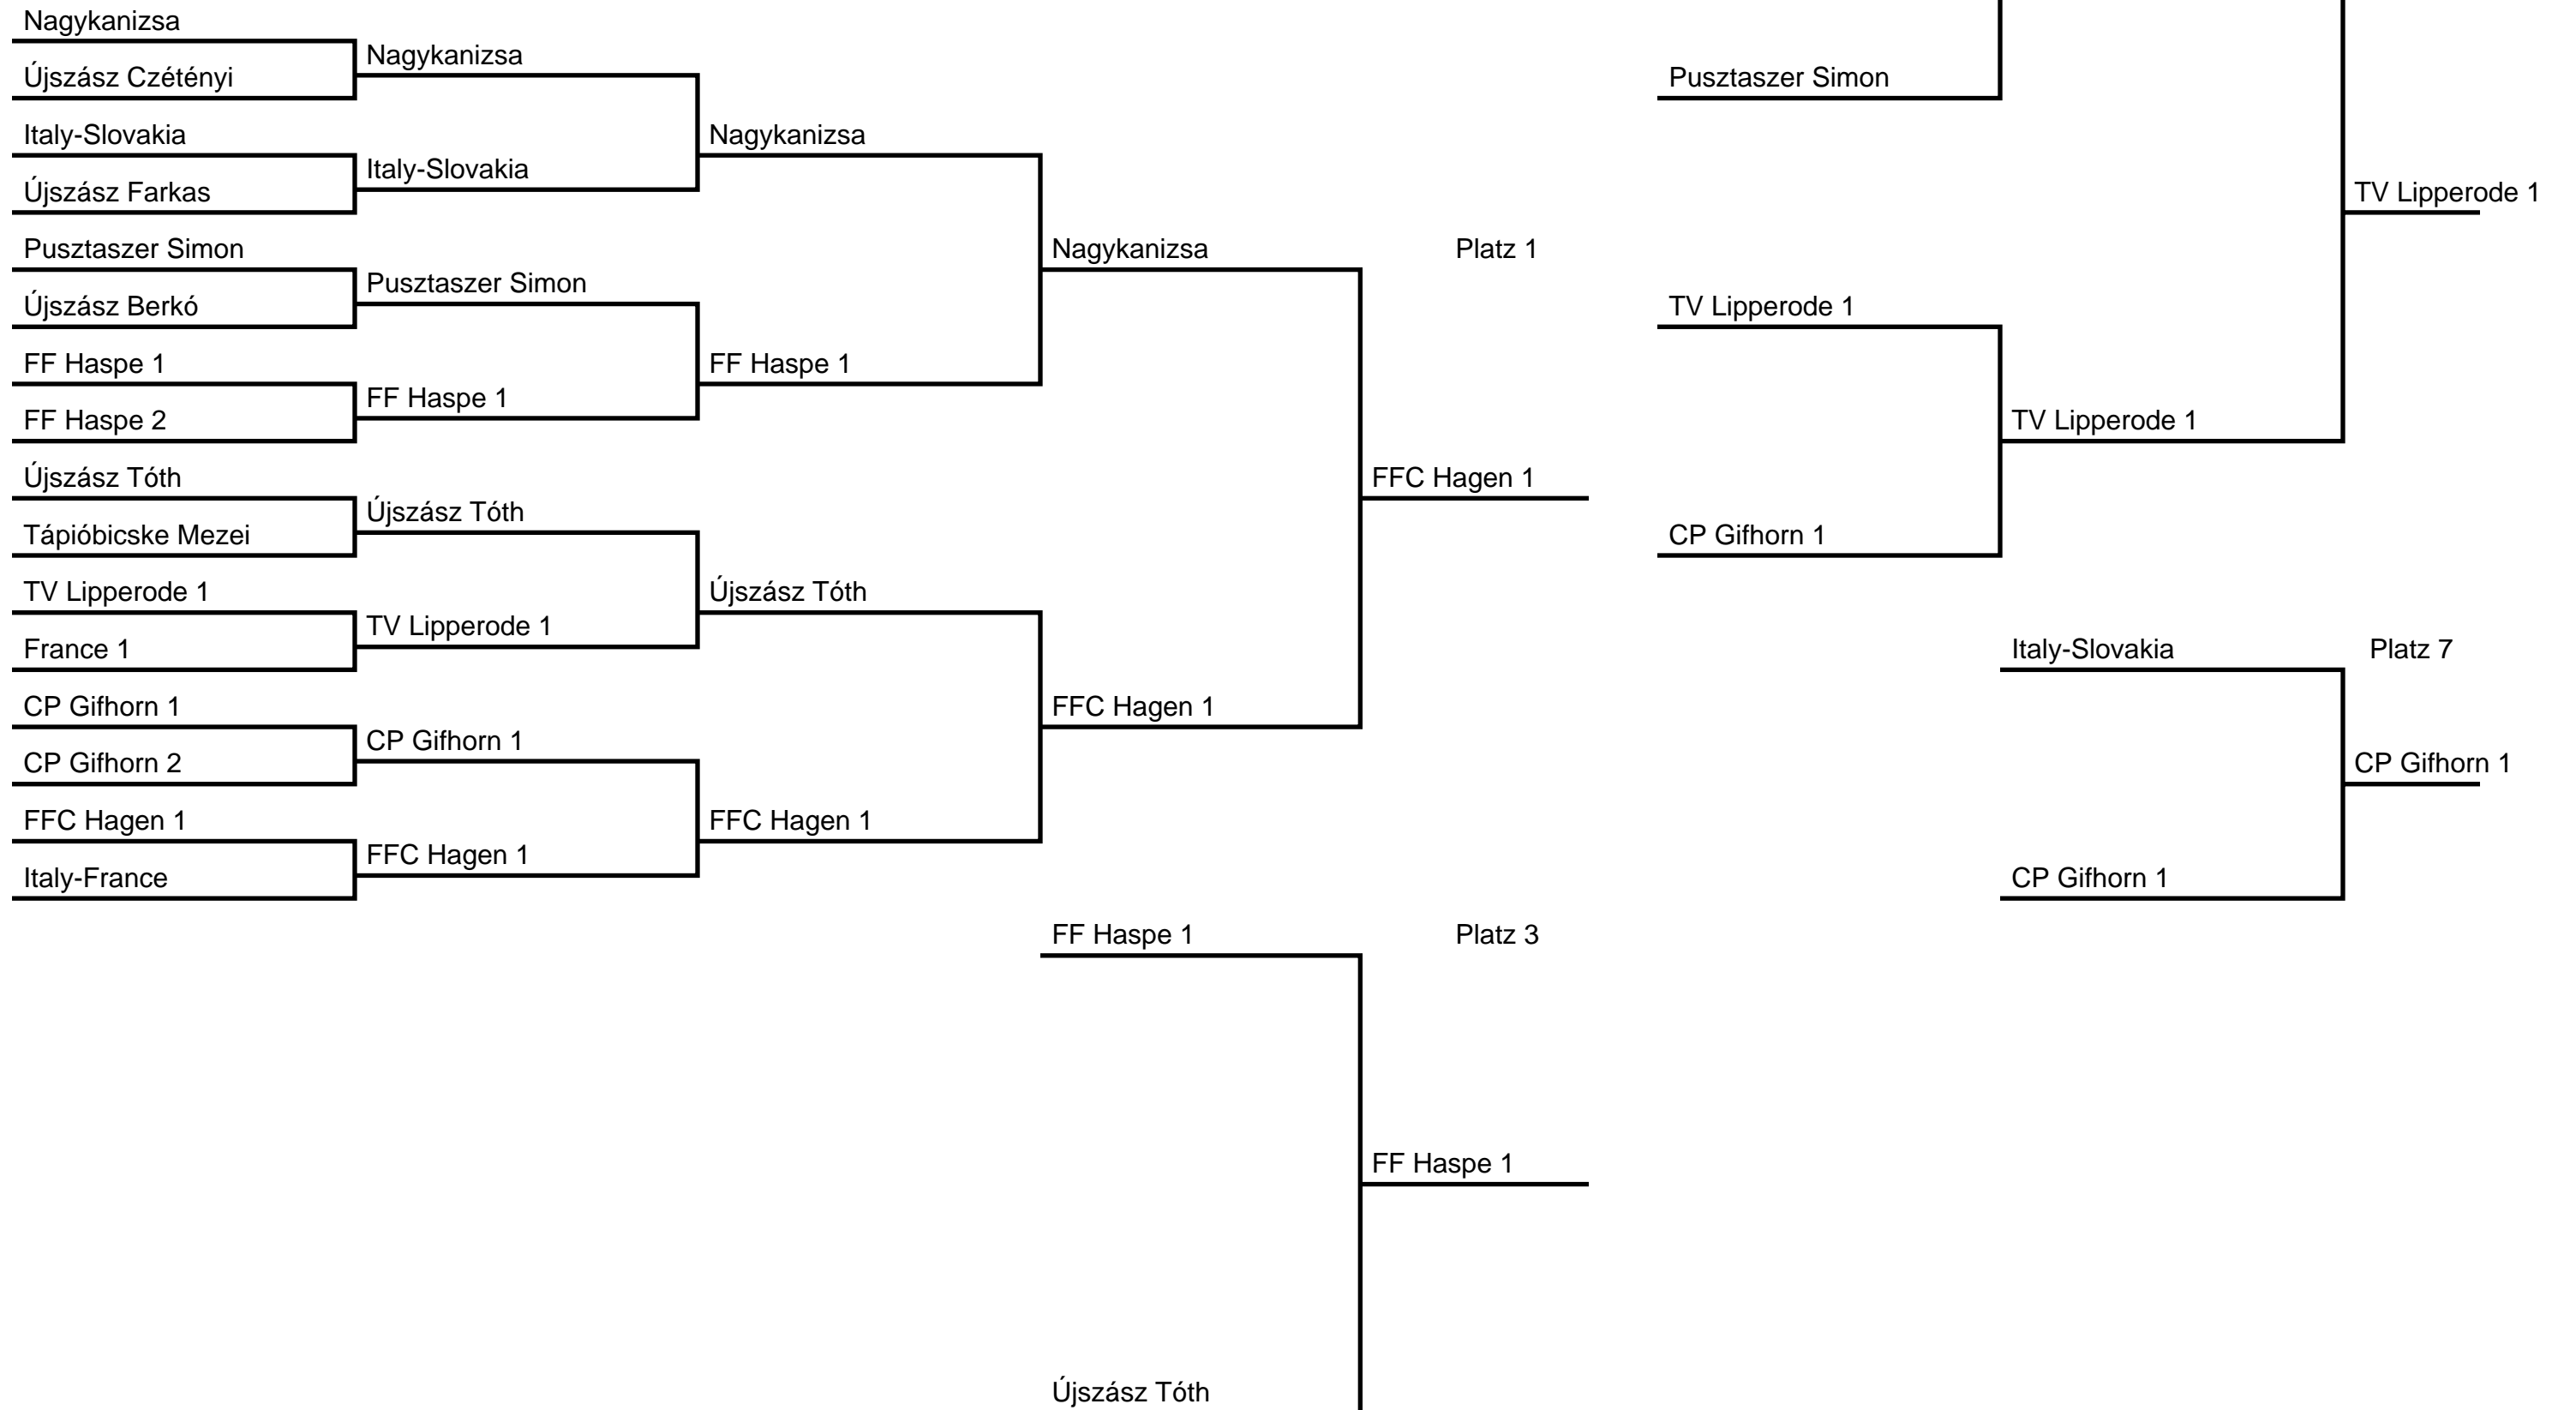 Nagykanizsa
Újszász Czétényi
Italy-Slovakia
Újszász Farkas
Pusztaszer Simon
Újszász Berkó
FF Haspe 1
FF Haspe 2
Újszász Tóth
Tápióbicske Mezei
TV Lipperode 1
France 1
CP Gifhorn 1
CP Gifhorn 2
FFC Hagen 1
Italy-France
Nagykanizsa
Italy-Slovakia
Pusztaszer Simon
FF Haspe 1
Újszász Tóth
TV Lipperode 1
CP Gifhorn 1
FFC Hagen 1
Nagykanizsa
FF Haspe 1
Újszász Tóth
FFC Hagen 1
Nagykanizsa
FFC Hagen 1
Platz 1
FFC Hagen 1
FF Haspe 1
Újszász Tóth
Platz 3
FF Haspe 1
Pusztaszer Simon
TV Lipperode 1
CP Gifhorn 1
TV Lipperode 1
TV Lipperode 1
Italy-Slovakia
CP Gifhorn 1
Platz 7
CP Gifhorn 1